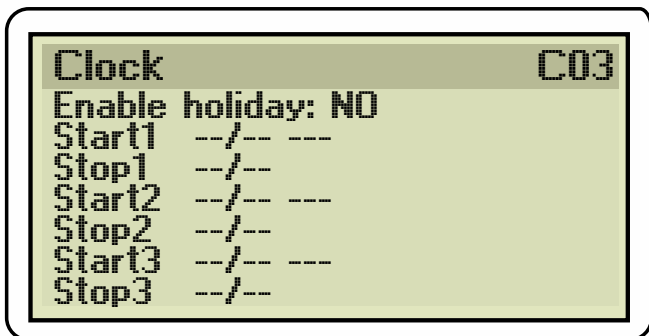 Clock C03
Enable holiday: NO
Start1 --/-- ---
Stop1 --/--
Start2 --/-- ---
Stop2 --/--
Start3 --/-- ---
Stop3 --/--